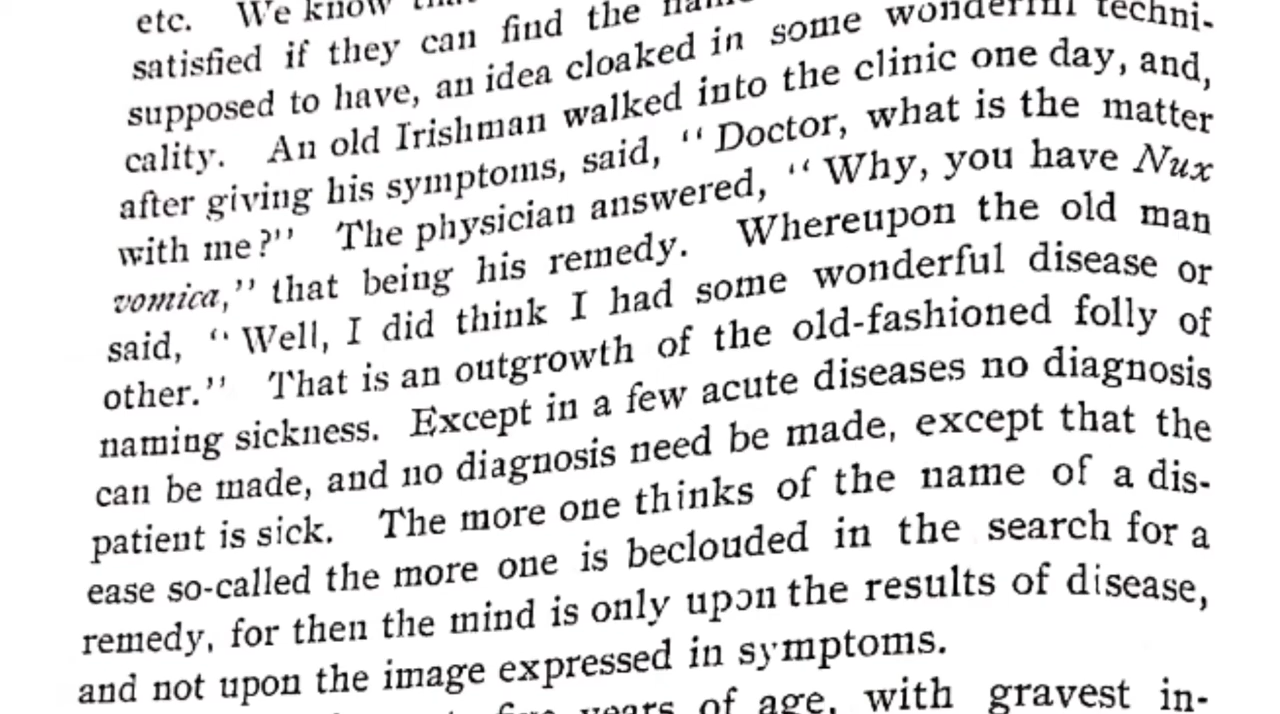 etc. We know
satisfied if they can find the
supposed to have, an idea cloaked in some wonderful techni-
cality. An old Irishman walked into the clinic one day, and,
after giving his symptoms, said, “Doctor, what is the matter
with me?” The physician answered, “Why, you have Nux
vomica,” that being his remedy. Whereupon the old man
said, “Well, I did think I had some wonderful disease or
other.” That is an outgrowth of the old-fashioned folly of
naming sickness. Except in a few acute diseases no diagnosis
can be made, and no diagnosis need be made, except that the
patient is sick. The more one thinks of the name of a dis-
ease so-called the more one is beclouded in the search for a
remedy, for then the mind is only upon the results of disease,
and not upon the image expressed in symptoms.
years of age, with gravest in-